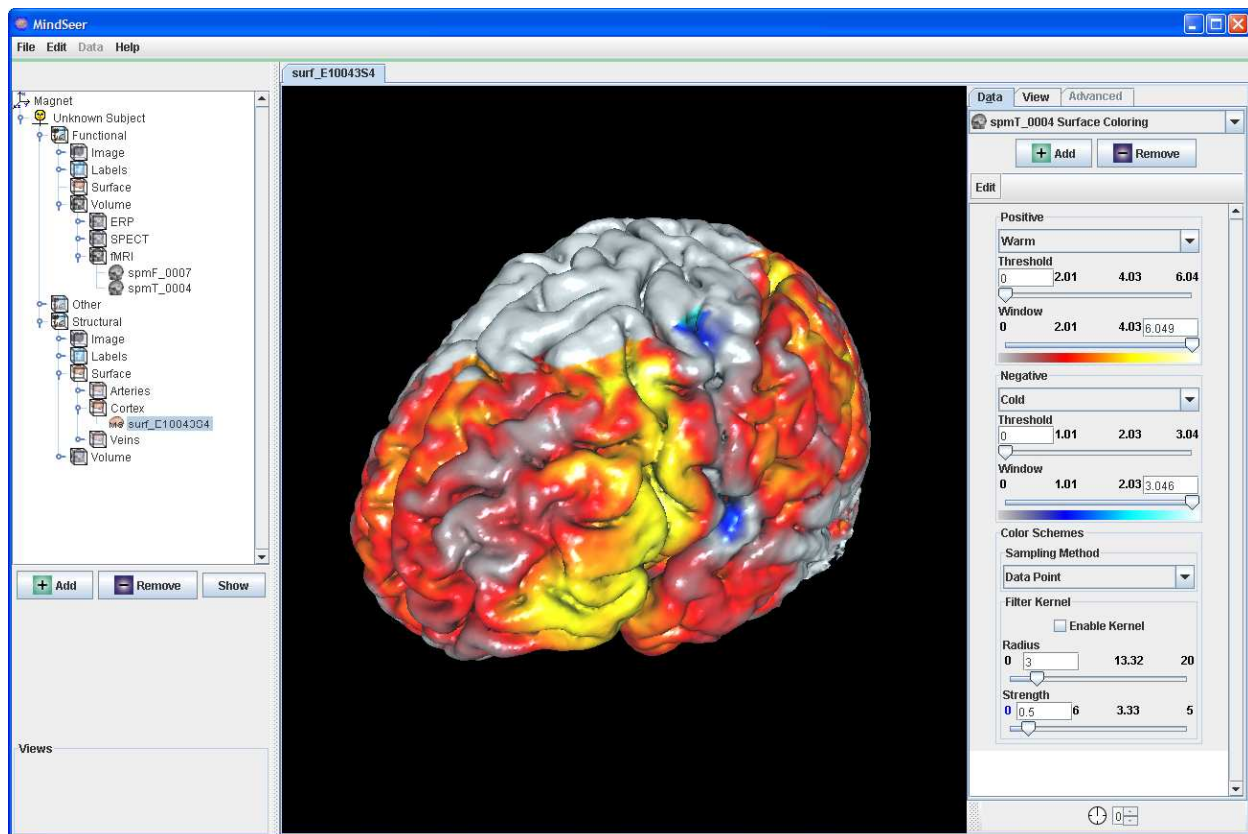 MindSeer
File Edit Data Help
surf_E10043S4
Magnet
Unknown Subject
Functional
Image
Labels
Surface
Volume
ERP
SPECT
fMRI
spmF_0007
spmT_0004
Other
Structural
Image
Labels
Surface
Arteries
Cortex
surf_E10043S4
Veins
Volume
Add Remove Show
Views
Data View Advanced
spmT_0004 Surface Coloring
Add Remove
Edit
Positive
Warm
Threshold
0 2.01 4.03 6.04
Window
0 2.01 4.03 6.049
Negative
Cold
Threshold
0 1.01 2.03 3.04
Window
0 1.01 2.03 3.046
Color Schemes
Sampling Method
Data Point
Filter Kernel
Enable Kernel
Radius
0 3 13.32 20
Strength
0 0.5 6 3.33 5
0